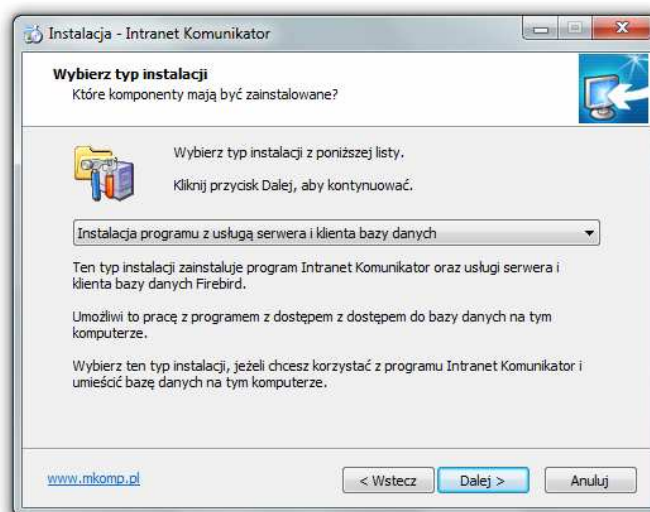 Instalacja - Intranet Komunikator
Wybierz typ instalacji
Które komponenty mają być zainstalowane?
Wybierz typ instalacji z poniższej listy.
Kliknij przycisk Dalej, aby kontynuować.
Instalacja programu z usługą serwera i klienta bazy danych
Ten typ instalacji zainstaluje program Intranet Komunikator oraz usługi serwera i
klienta bazy danych Firebird.
Umożliwi to pracę z programem z dostępem z dostępem do bazy danych na tym
komputerze.
Wybierz ten typ instalacji, jeżeli chcesz korzystać z programu Intranet Komunikator i
umieścić bazę danych na tym komputerze.
www.mkomp.pl
< Wstecz
Dalej >
Anuluj